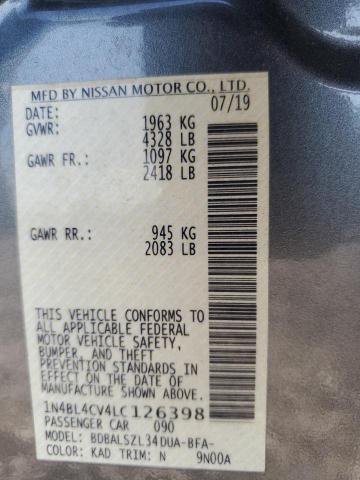 MFD BY NISSAN MOTOR CO., LTD.
DATE: 07/19
GVWR: 1963 KG
4328 LB
GAWR FR.: 1097 KG
2418 LB
GAWR RR.: 945 KG
2083 LB
THIS VEHICLE CONFORMS TO
ALL APPLICABLE FEDERAL
MOTOR VEHICLE SAFETY,
BUMPER, AND THEFT
PREVENTION STANDARDS IN
EFFECT ON THE DATE OF
MANUFACTURE SHOWN ABOVE.
1N4BL4CV4LC126398
PASSENGER CAR 090
MODEL: BDBALSZL34DUA-BFA-
COLOR: KAD TRIM: N 9N00A